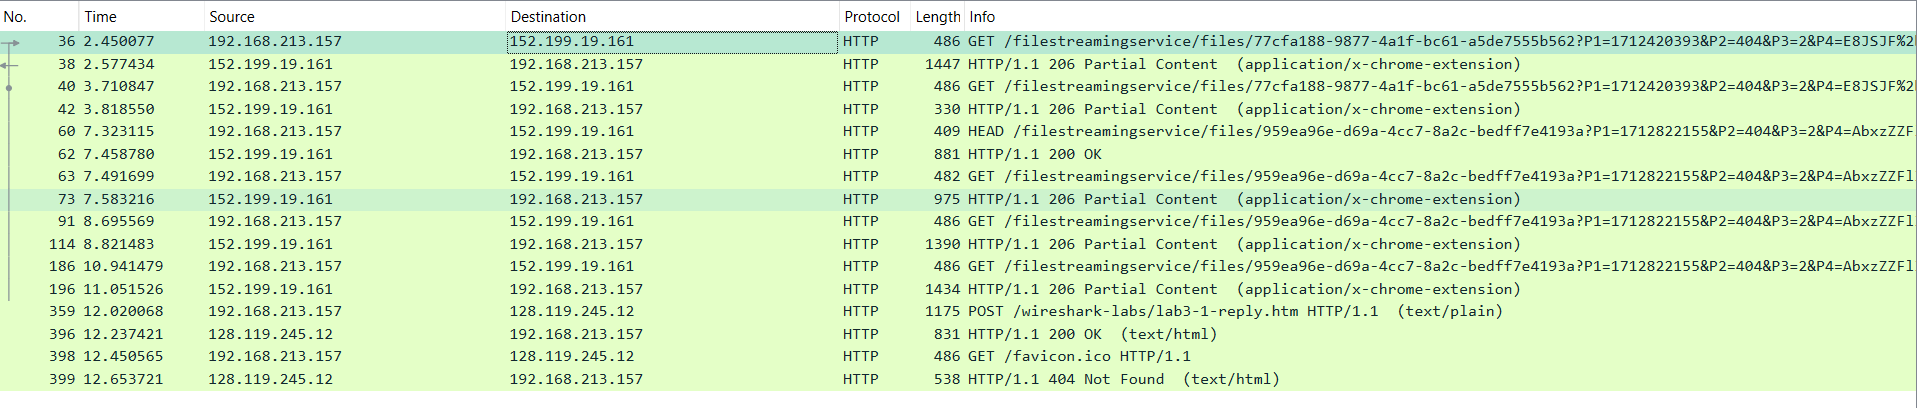 No. Time Source Destination Protocol Length Info
36 2.450077 192.168.213.157 152.199.19.161 HTTP 486 GET /filestreamingservice/files/77cfa188-9877-4a1f-bc61-a5de7555b562?P1=1712420393&P2=404&P3=2&P4=E8JSJF%2
38 2.577434 152.199.19.161 192.168.213.157 HTTP 1447 HTTP/1.1 206 Partial Content (application/x-chrome-extension)
40 3.710847 192.168.213.157 152.199.19.161 HTTP 486 GET /filestreamingservice/files/77cfa188-9877-4a1f-bc61-a5de7555b562?P1=1712420393&P2=404&P3=2&P4=E8JSJF%2
42 3.818550 152.199.19.161 192.168.213.157 HTTP 330 HTTP/1.1 206 Partial Content (application/x-chrome-extension)
60 7.323115 192.168.213.157 152.199.19.161 HTTP 409 HEAD /filestreamingservice/files/959ea96e-d69a-4cc7-8a2c-bedff7e4193a?P1=1712822155&P2=404&P3=2&P4=AbxzZZF
62 7.458780 152.199.19.161 192.168.213.157 HTTP 881 HTTP/1.1 200 OK
63 7.491699 192.168.213.157 152.199.19.161 HTTP 482 GET /filestreamingservice/files/959ea96e-d69a-4cc7-8a2c-bedff7e4193a?P1=1712822155&P2=404&P3=2&P4=AbxzZZFl
73 7.583216 152.199.19.161 192.168.213.157 HTTP 975 HTTP/1.1 206 Partial Content (application/x-chrome-extension)
91 8.695569 192.168.213.157 152.199.19.161 HTTP 486 GET /filestreamingservice/files/959ea96e-d69a-4cc7-8a2c-bedff7e4193a?P1=1712822155&P2=404&P3=2&P4=AbxzZZFl
114 8.821483 152.199.19.161 192.168.213.157 HTTP 1390 HTTP/1.1 206 Partial Content (application/x-chrome-extension)
186 10.941479 192.168.213.157 152.199.19.161 HTTP 486 GET /filestreamingservice/files/959ea96e-d69a-4cc7-8a2c-bedff7e4193a?P1=1712822155&P2=404&P3=2&P4=AbxzZZFl
196 11.051526 152.199.19.161 192.168.213.157 HTTP 1434 HTTP/1.1 206 Partial Content (application/x-chrome-extension)
359 12.020068 192.168.213.157 128.119.245.12 HTTP 1175 POST /wireshark-labs/lab3-1-reply.htm HTTP/1.1 (text/plain)
396 12.237421 128.119.245.12 192.168.213.157 HTTP 831 HTTP/1.1 200 OK (text/html)
398 12.450565 192.168.213.157 128.119.245.12 HTTP 486 GET /favicon.ico HTTP/1.1
399 12.653721 128.119.245.12 192.168.213.157 HTTP 538 HTTP/1.1 404 Not Found (text/html)